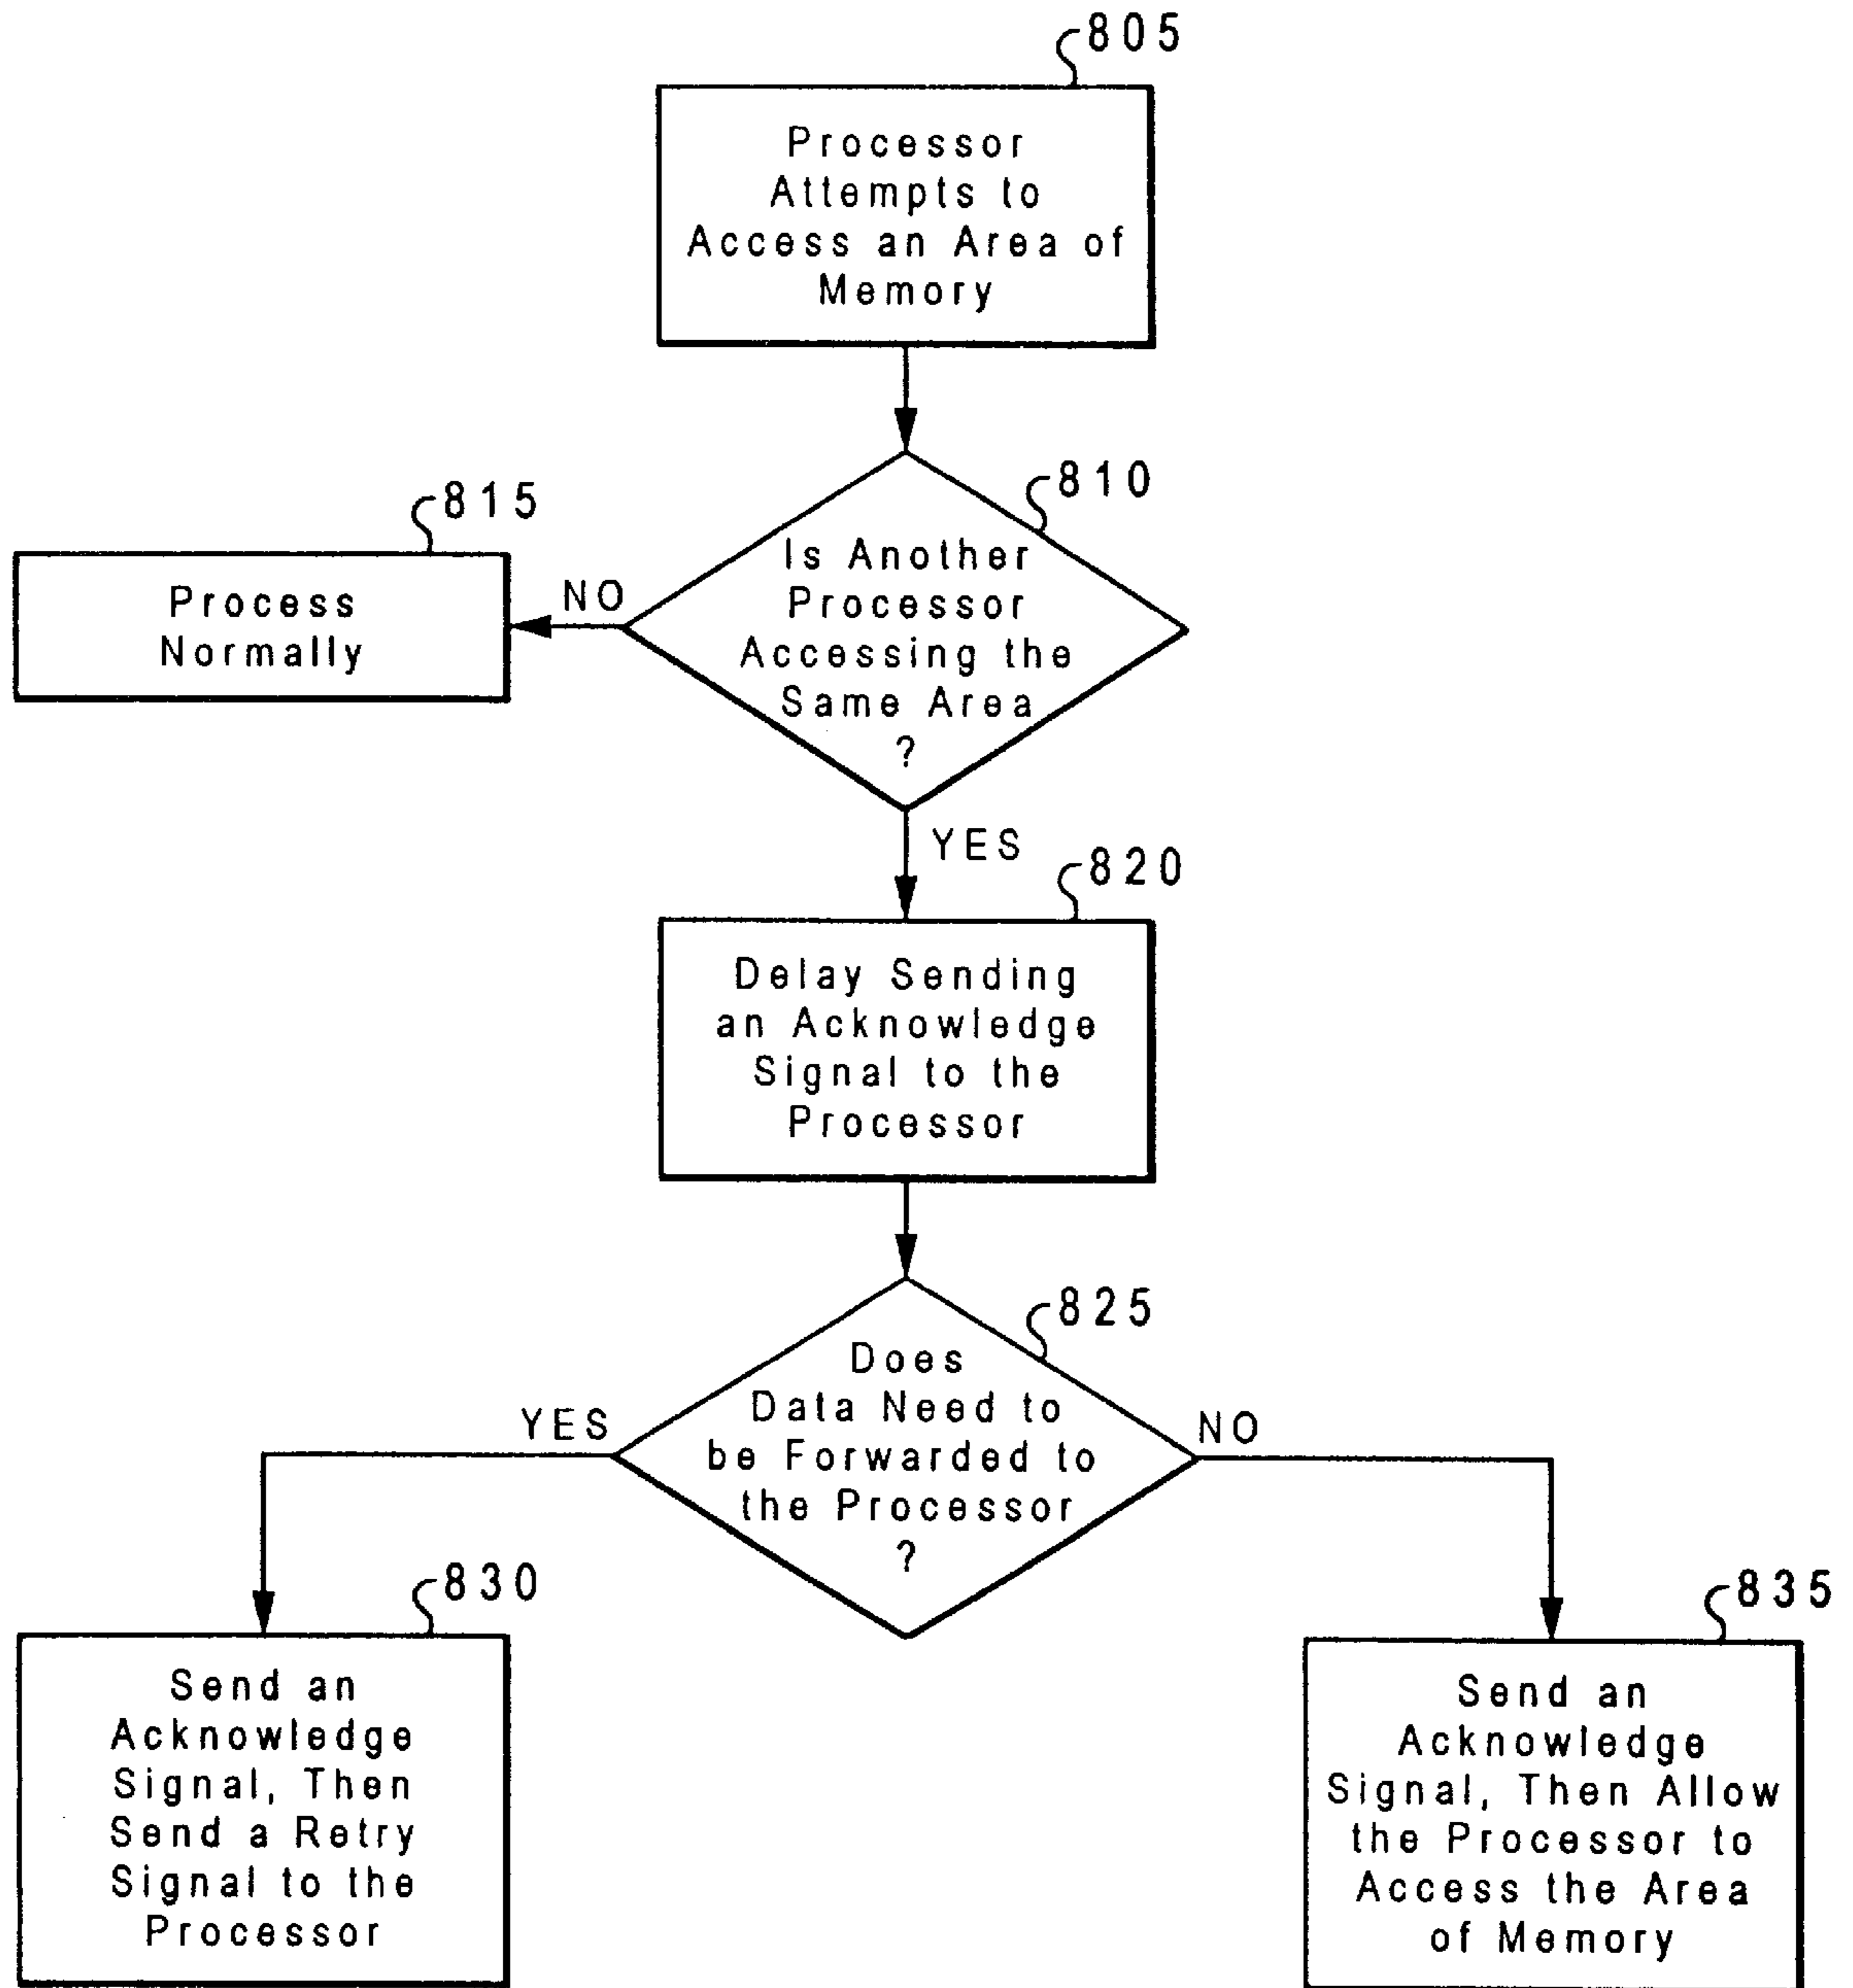 805
Processor
Attempts to
Access an Area of
Memory
810
Is Another
Processor
Accessing the
Same Area
?
NO
815
Process
Normally
YES
820
Delay Sending
an Acknowledge
Signal to the
Processor
825
Does
Data Need to
be Forwarded to
the Processor
?
YES
NO
830
Send an
Acknowledge
Signal, Then
Send a Retry
Signal to the
Processor
835
Send an
Acknowledge
Signal, Then Allow
the Processor to
Access the Area
of Memory